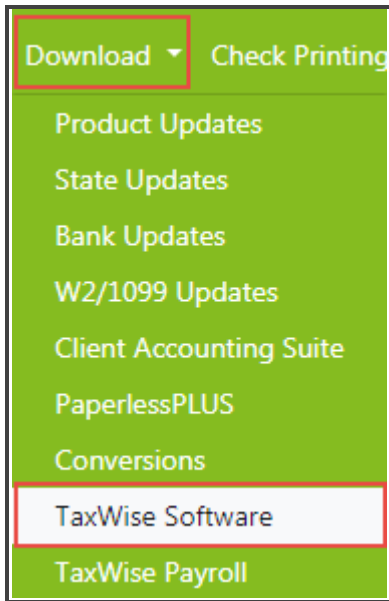 Download Check Printing
Product Updates
State Updates
Bank Updates
W2/1099 Updates
Client Accounting Suite
PaperlessPLUS
Conversions
TaxWise Software
TaxWise Payroll